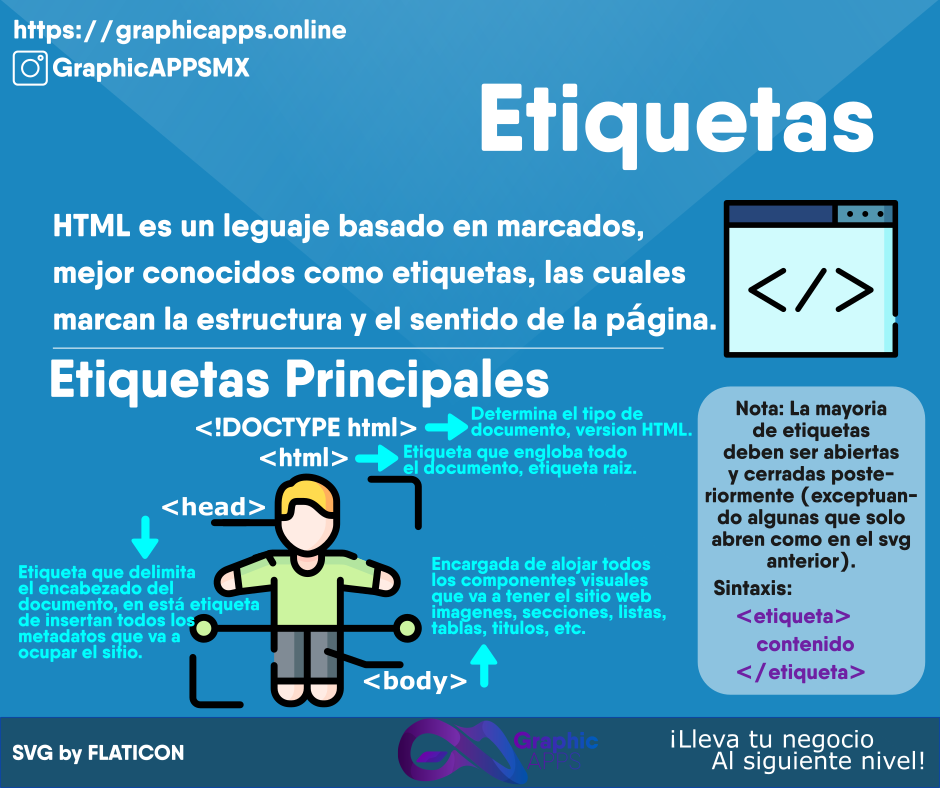 https://graphicapps.online
GraphicAPPSMX
Etiquetas
HTML es un leguaje basado en marcados,
mejor conocidos como etiquetas, las cuales
marcan la estructura y el sentido de la página.
</>
Etiquetas Principales
<!DOCTYPE html>
Determina el tipo de
documento, version HTML.
<html>
Etiqueta que engloba todo
el documento, etiqueta raiz.
<head>
Etiqueta que delimita
el encabezado del
documento, en está etiqueta
de insertan todos los
metadatos que va a
ocupar el sitio.
Encargada de alojar todos
los componentes visuales
que va a tener el sitio web
imagenes, secciones, listas,
tablas, titulos, etc.
<body>
Nota: La mayoria
de etiquetas
deben ser abiertas
y cerradas poste-
riormente (exceptuan-
do algunas que solo
abren como en el svg
anterior).
Sintaxis:
<etiqueta>
contenido
</etiqueta>
SVG by FLATICON
Graphic
APPS
¡Lleva tu negocio
Al siguiente nivel!